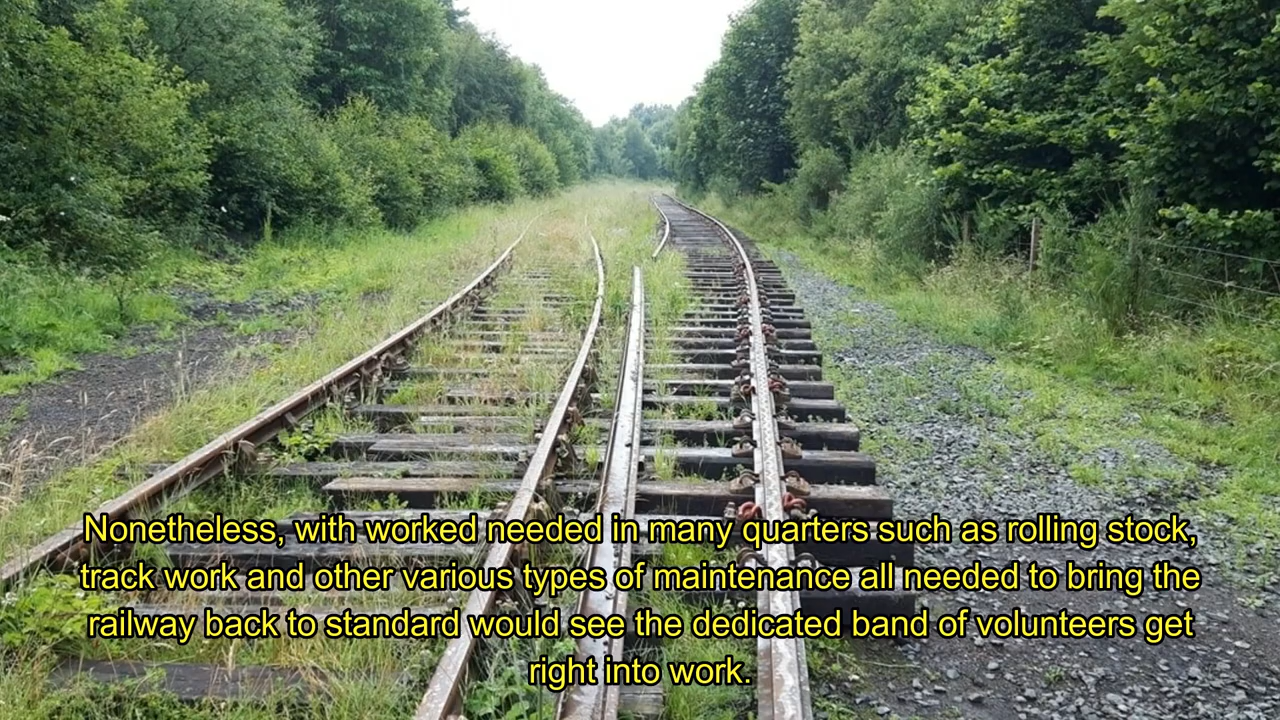 Nonetheless, with worked needed in many quarters such as rolling stock,
track work and other various types of maintenance all needed to bring the
railway back to standard would see the dedicated band of volunteers get
right into work.